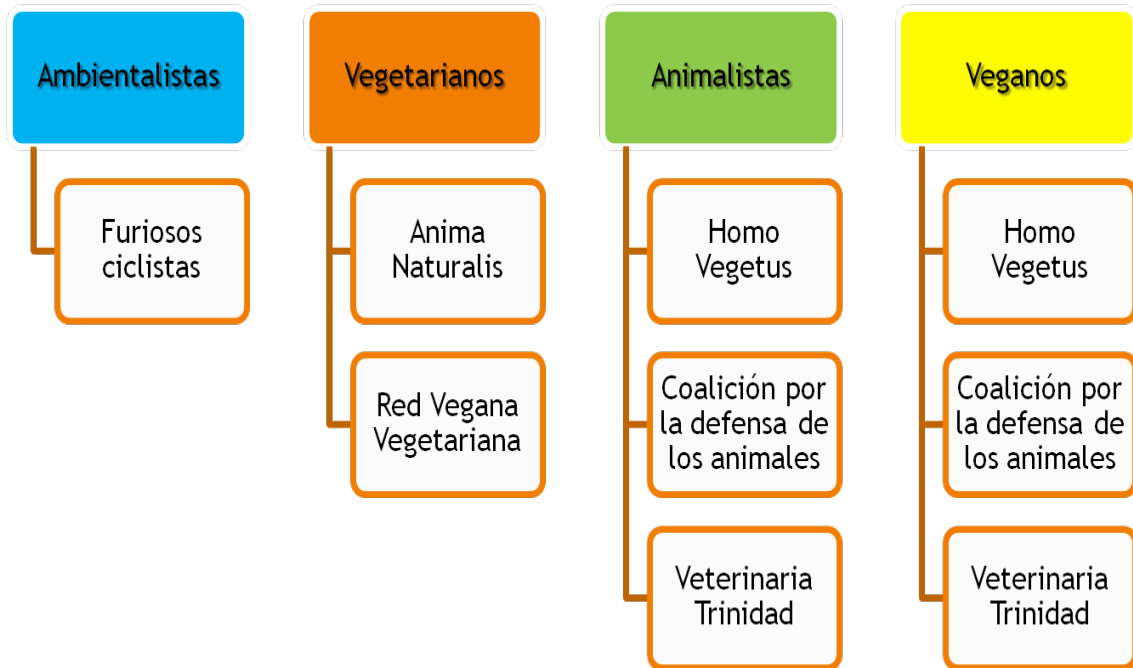 Ambientalistas
Furiosos
ciclistas
Vegetarianos
Anima
Naturalis
Red Vegana
Vegetariana
Animalistas
Homo
Vegetus
Coalición por
la defensa de
los animales
Veterinaria
Trinidad
Veganos
Homo
Vegetus
Coalición por
la defensa de
los animales
Veterinaria
Trinidad